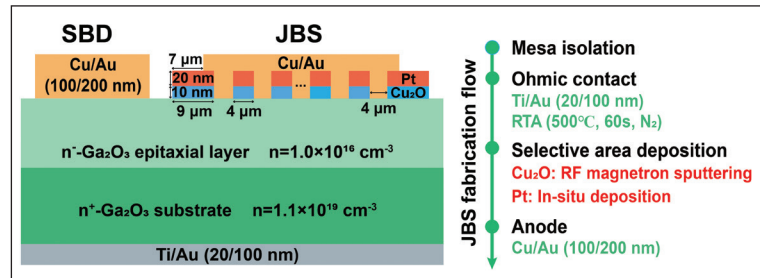 SBD
JBS
Cu/Au
(100/200 nm)
7 μm
Cu/Au
20 nm
10 nm
...
Pt
Cu₂O
9 μm
4 μm
4 μm
n⁻-Ga₂O₃ epitaxial layer n=1.0×10¹⁶ cm⁻³
n⁺-Ga₂O₃ substrate n=1.1×10¹⁹ cm⁻³
Ti/Au (20/100 nm)
JBS fabrication flow
Mesa isolation
Ohmic contact
Ti/Au (20/100 nm)
RTA (500℃, 60s, N₂)
Selective area deposition
Cu₂O: RF magnetron sputtering
Pt: In-situ deposition
Anode
Cu/Au (100/200 nm)